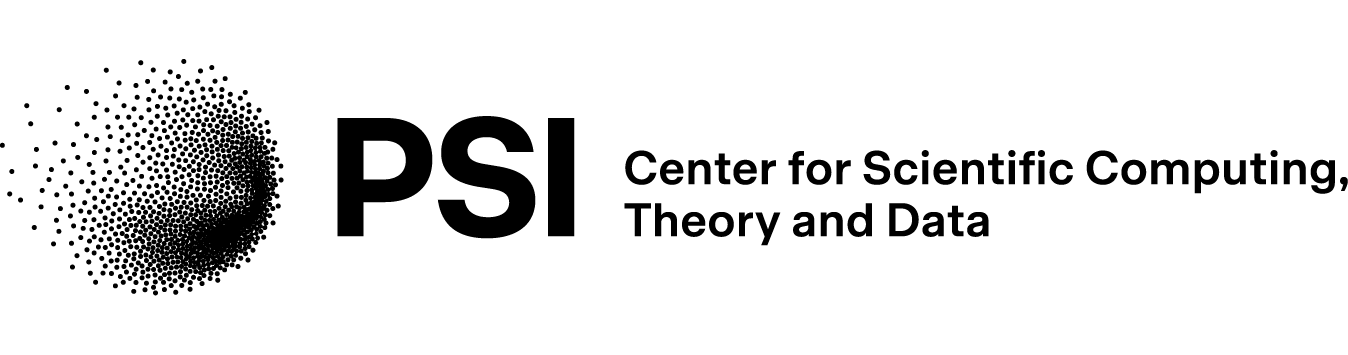 PSI
Center for Scientific Computing,
Theory and Data